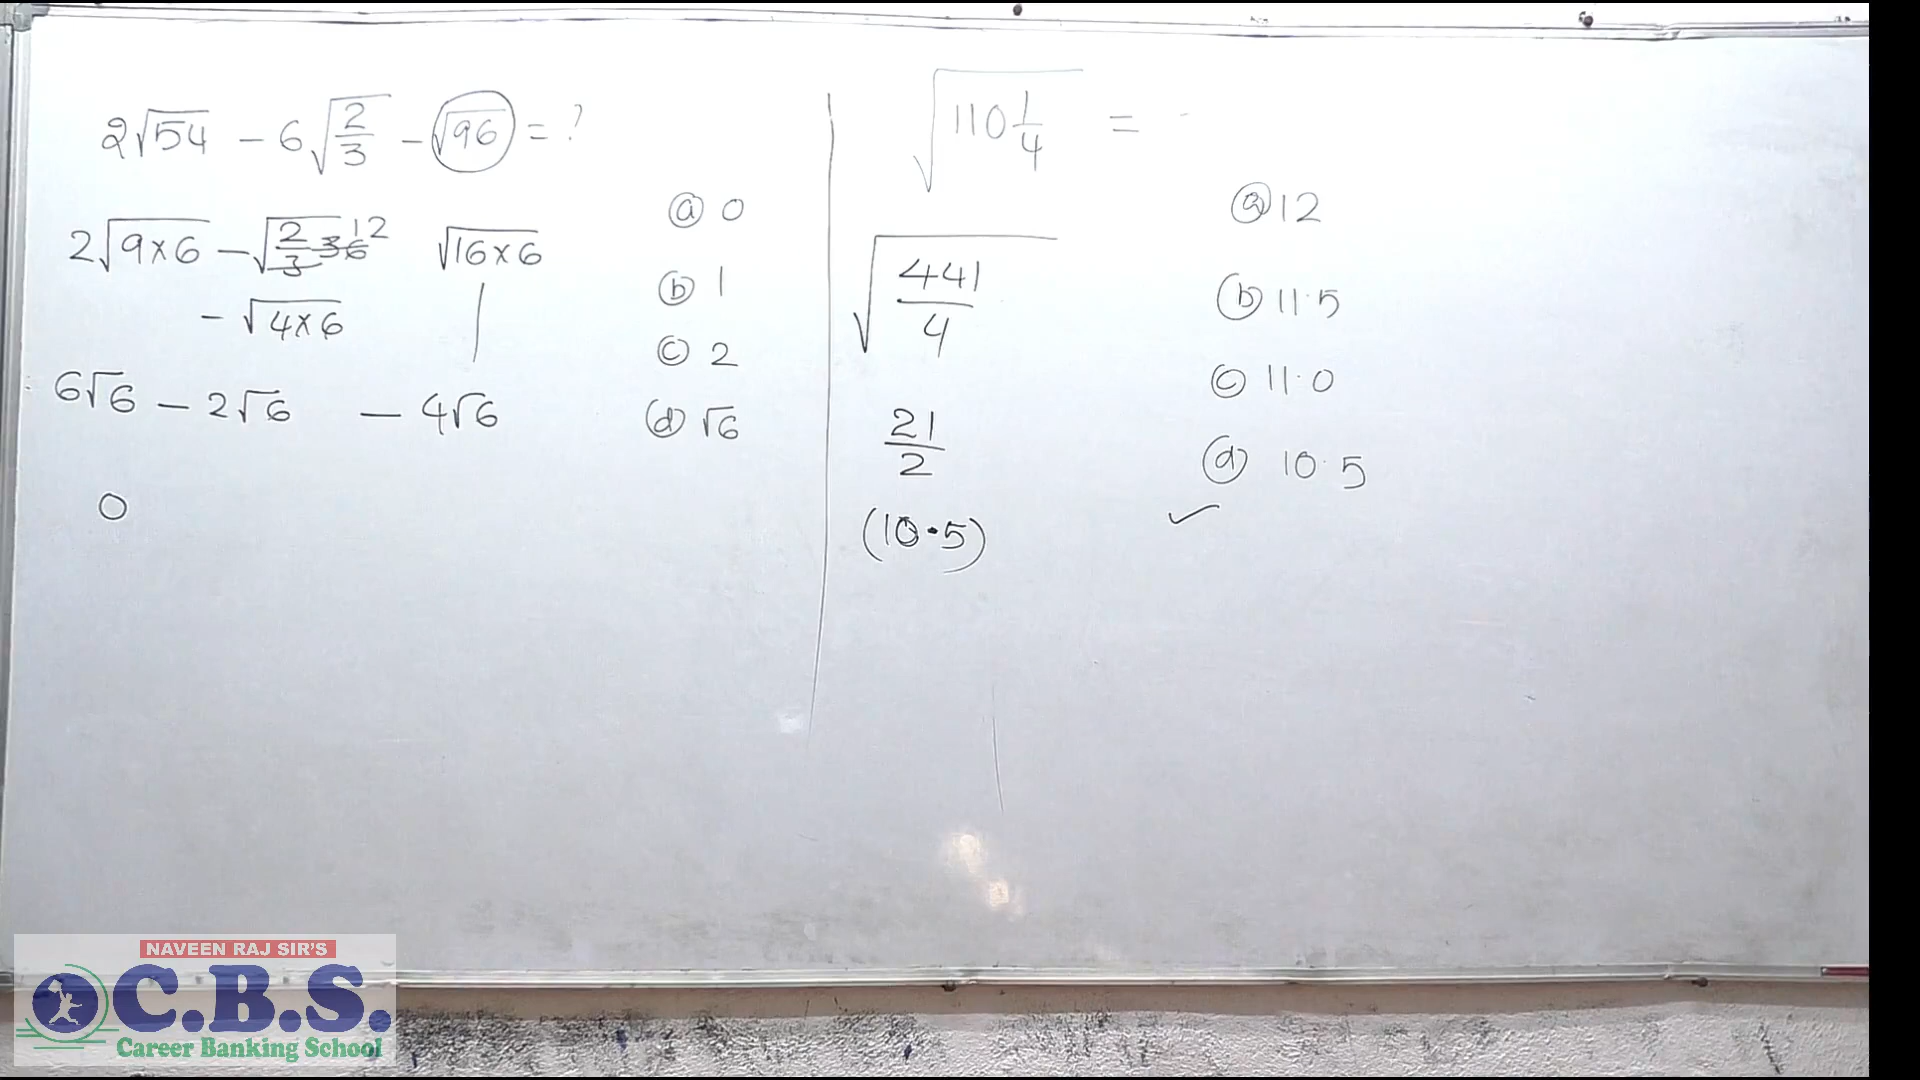 2√54 − 6√(2/3) − √96 = ?
2√(9×6) − √(2/3 36 12) √(16×6)
− √(4×6)
6√6 − 2√6 − 4√6
0
ⓐ 0
ⓑ 1
ⓒ 2
ⓓ √6
√(110 1/4) =
√(441/4)
21/2
(10.5)
ⓐ 12
ⓑ 11.5
ⓒ 11.0
ⓓ 10.5
✓
NAVEEN RAJ SIR'S
C.B.S.
Career Banking School